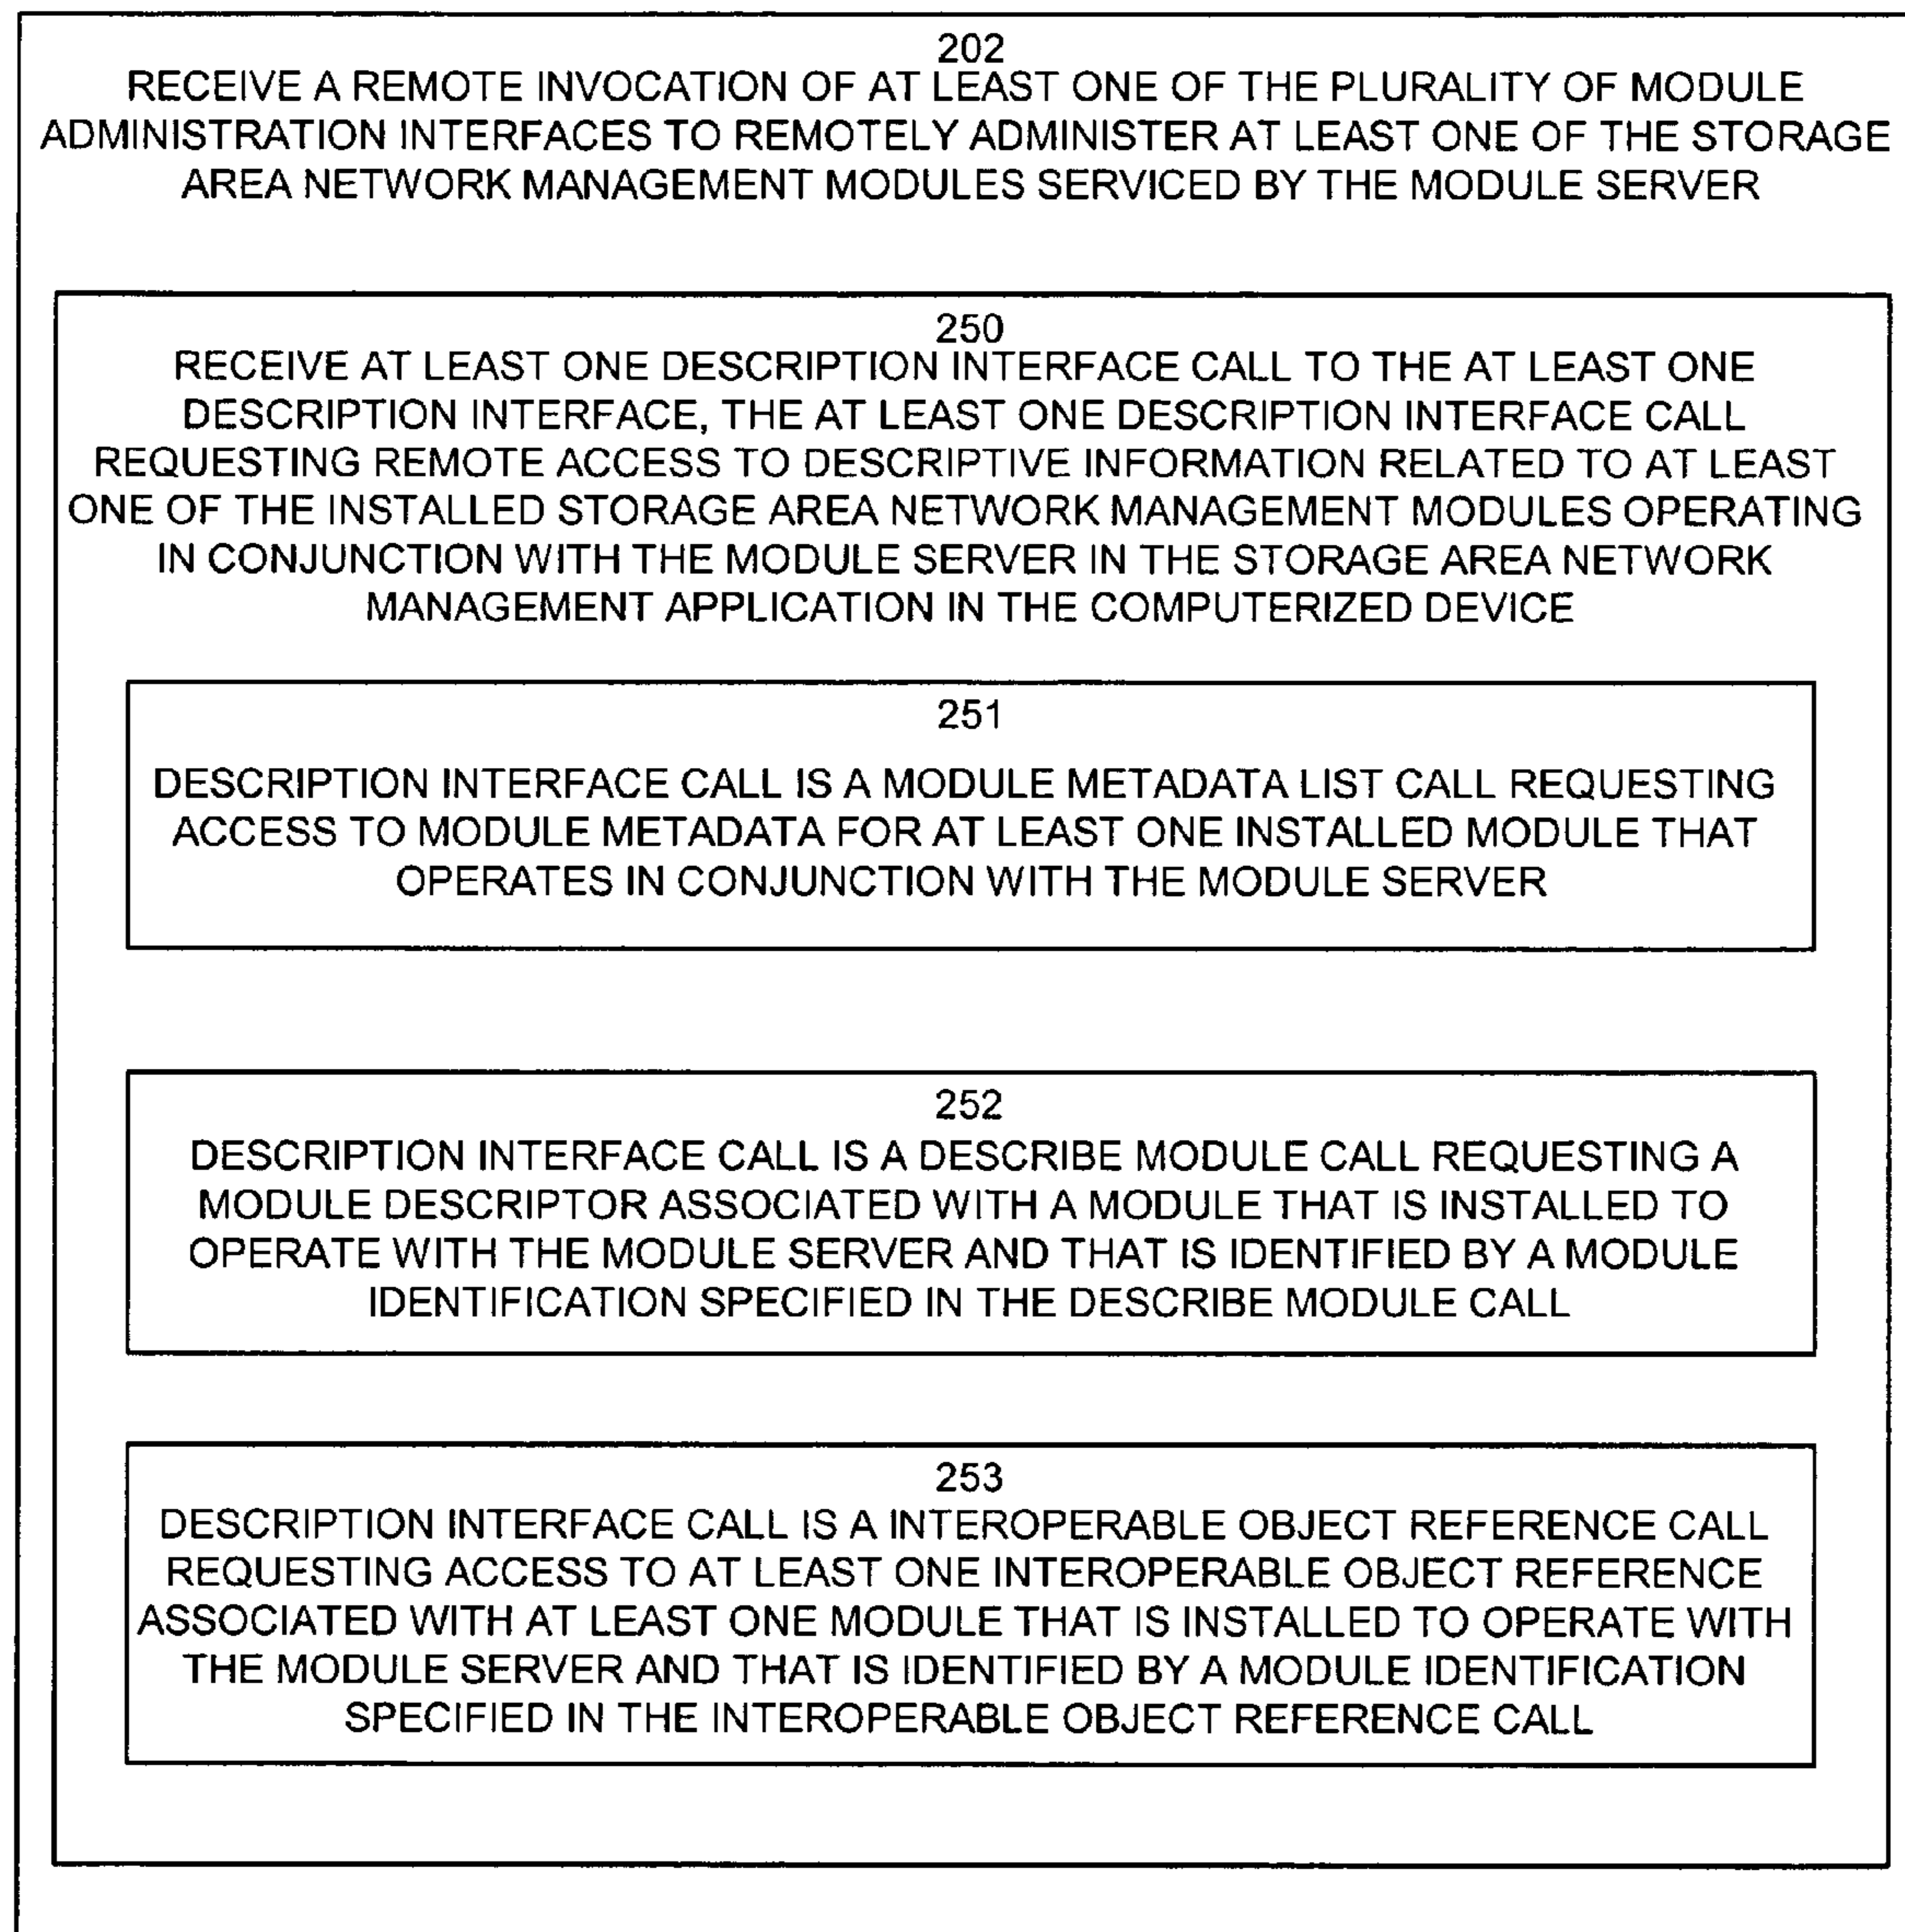 202
RECEIVE A REMOTE INVOCATION OF AT LEAST ONE OF THE PLURALITY OF MODULE
ADMINISTRATION INTERFACES TO REMOTELY ADMINISTER AT LEAST ONE OF THE STORAGE
AREA NETWORK MANAGEMENT MODULES SERVICED BY THE MODULE SERVER
250
RECEIVE AT LEAST ONE DESCRIPTION INTERFACE CALL TO THE AT LEAST ONE
DESCRIPTION INTERFACE, THE AT LEAST ONE DESCRIPTION INTERFACE CALL
REQUESTING REMOTE ACCESS TO DESCRIPTIVE INFORMATION RELATED TO AT LEAST
ONE OF THE INSTALLED STORAGE AREA NETWORK MANAGEMENT MODULES OPERATING
IN CONJUNCTION WITH THE MODULE SERVER IN THE STORAGE AREA NETWORK
MANAGEMENT APPLICATION IN THE COMPUTERIZED DEVICE
251
DESCRIPTION INTERFACE CALL IS A MODULE METADATA LIST CALL REQUESTING
ACCESS TO MODULE METADATA FOR AT LEAST ONE INSTALLED MODULE THAT
OPERATES IN CONJUNCTION WITH THE MODULE SERVER
252
DESCRIPTION INTERFACE CALL IS A DESCRIBE MODULE CALL REQUESTING A
MODULE DESCRIPTOR ASSOCIATED WITH A MODULE THAT IS INSTALLED TO
OPERATE WITH THE MODULE SERVER AND THAT IS IDENTIFIED BY A MODULE
IDENTIFICATION SPECIFIED IN THE DESCRIBE MODULE CALL
253
DESCRIPTION INTERFACE CALL IS A INTEROPERABLE OBJECT REFERENCE CALL
REQUESTING ACCESS TO AT LEAST ONE INTEROPERABLE OBJECT REFERENCE
ASSOCIATED WITH AT LEAST ONE MODULE THAT IS INSTALLED TO OPERATE WITH
THE MODULE SERVER AND THAT IS IDENTIFIED BY A MODULE IDENTIFICATION
SPECIFIED IN THE INTEROPERABLE OBJECT REFERENCE CALL